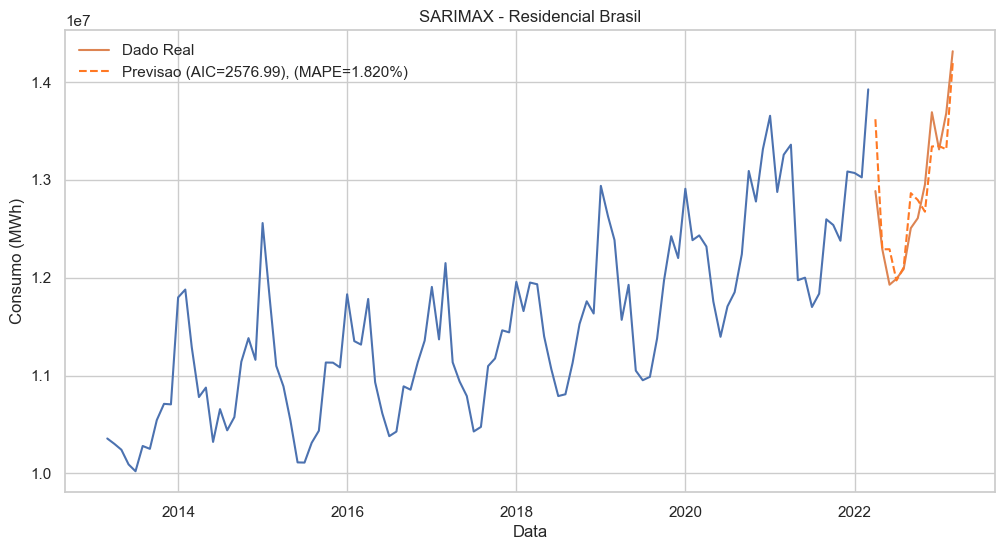 SARIMAX - Residencial Brasil
1e7
Dado Real
Previsao (AIC=2576.99), (MAPE=1.820%)
1.4
1.3
1.2
1.1
1.0
Consumo (MWh)
2014 2016 2018 2020 2022
Data